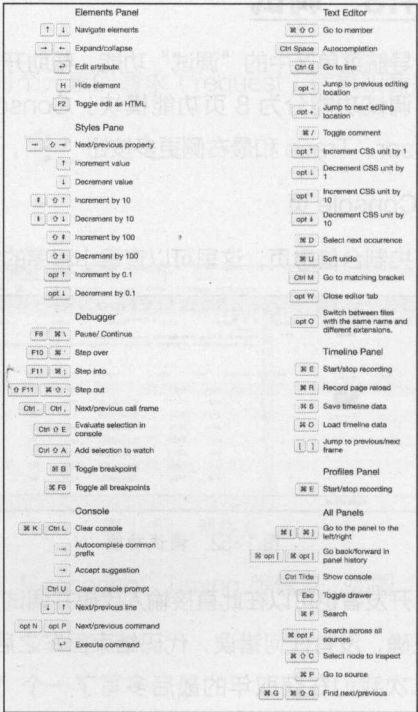 Elements Panel
↑ ↓ Navigate elements
→ ← Expand/collapse
↩ Edit attribute
H Hide element
F2 Toggle edit as HTML
Styles Pane
⇥ ⇧ ⇥ Next/previous property
↑ Increment value
↓ Decrement value
⇞ ⇧ ↑ Increment by 10
⇟ ⇧ ↓ Decrement by 10
⇧ ⇞ Increment by 100
⇧ ⇟ Decrement by 100
opt ↑ Increment by 0.1
opt ↓ Decrement by 0.1
Debugger
F8 ⌘ \ Pause/ Continue
F10 ⌘ ' Step over
F11 ⌘ ; Step into
⇧ F11 ⌘ ⇧ ; Step out
Ctrl . Ctrl , Next/previous call frame
Ctrl ⇧ E Evaluate selection in
console
Ctrl ⇧ A Add selection to watch
⌘ B Toggle breakpoint
⌘ F8 Toggle all breakpoints
Console
⌘ K Ctrl L Clear console
⇥ Autocomplete common
prefix
→ Accept suggestion
Ctrl U Clear console prompt
↓ ↑ Next/previous line
opt N opt P Next/previous command
↩ Execute command
Text Editor
⌘ ⇧ O Go to member
Ctrl Space Autocompletion
Ctrl G Go to line
opt - Jump to previous editing
location
opt + Jump to next editing
location
⌘ / Toggle comment
opt ↑ Increment CSS unit by 1
opt ↓ Decrement CSS unit by
1
opt ⇞ Increment CSS unit by
10
opt ⇟ Decrement CSS unit by
10
⌘ D Select next occurrence
⌘ U Soft undo
Ctrl M Go to matching bracket
opt W Close editor tab
opt O Switch between files
with the same name and
different extensions.
Timeline Panel
⌘ E Start/stop recording
⌘ R Record page reload
⌘ S Save timeline data
⌘ O Load timeline data
[ ] Jump to previous/next
frame
Profiles Panel
⌘ E Start/stop recording
All Panels
⌘ [ ⌘ ] Go to the panel to the
left/right
⌘ opt [ ⌘ opt ] Go back/forward in
panel history
Ctrl Tilde Show console
Esc Toggle drawer
⌘ F Search
⌘ opt F Search across all
sources
⌘ ⇧ C Select node to inspect
⌘ P Go to source
⌘ G ⌘ ⇧ G Find next/previous